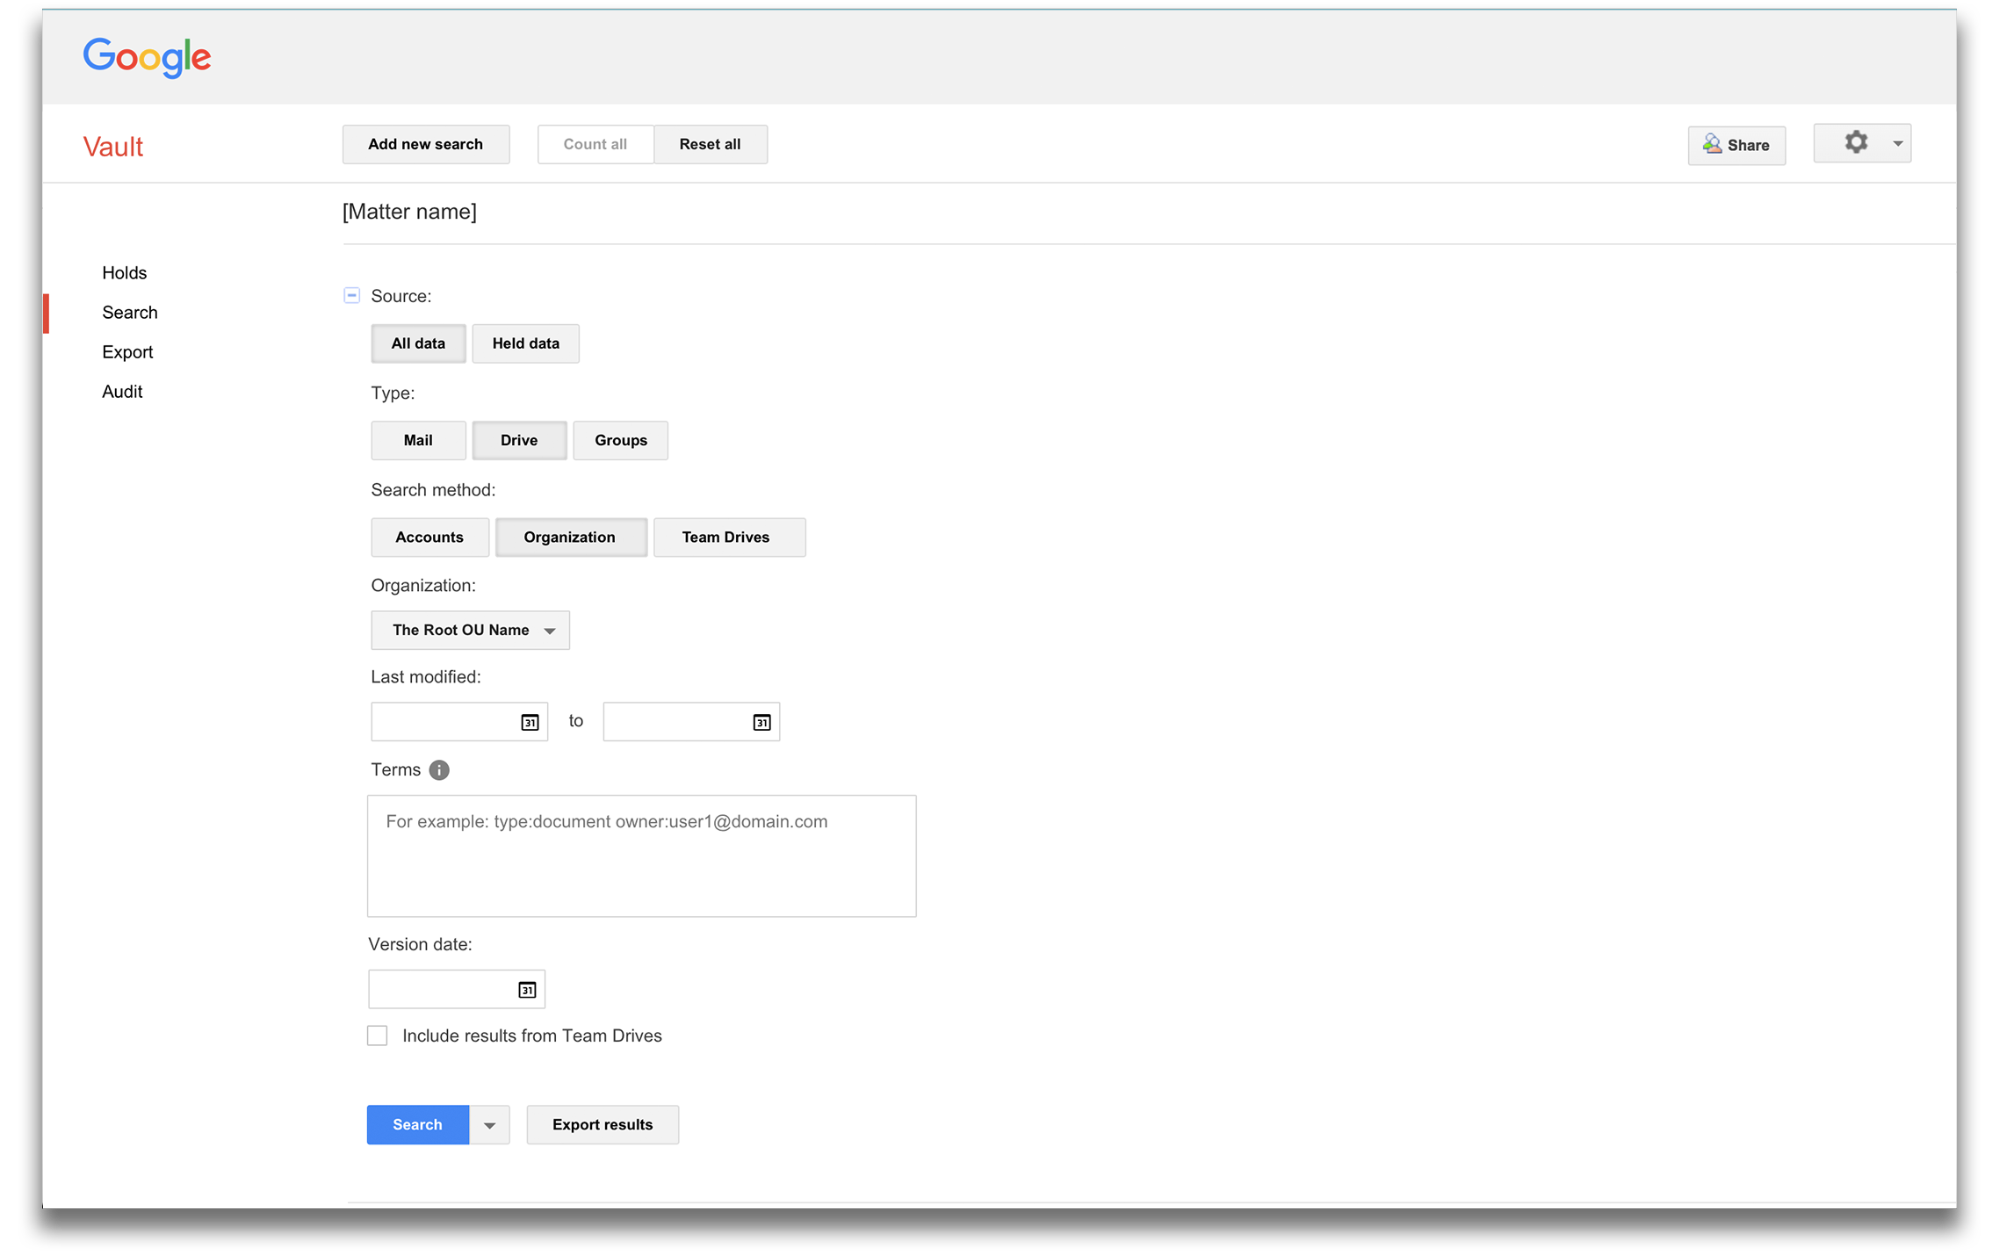 Google
Vault
Add new search
Count all
Reset all
Share
[Matter name]
Holds
Search
Export
Audit
Source:
All data
Held data
Type:
Mail
Drive
Groups
Search method:
Accounts
Organization
Team Drives
Organization:
The Root OU Name
Last modified:
31
to
31
Terms
For example: type:document owner:user1@domain.com
Version date:
31
Include results from Team Drives
Search
Export results